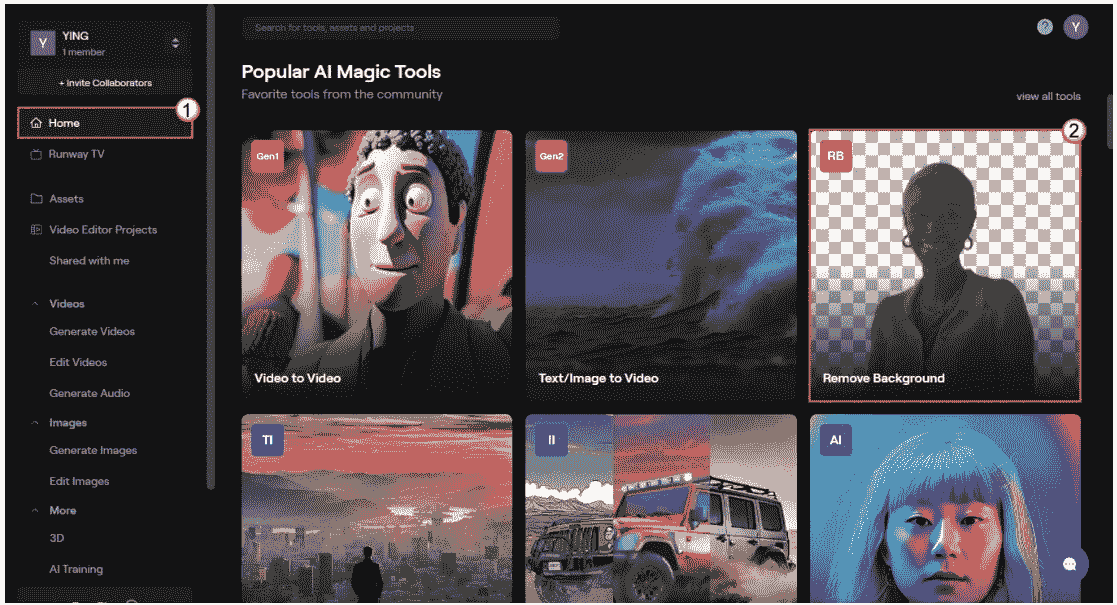 Y
YING
1 member
+ Invite Collaborators
1
Home
Runway TV
Assets
Video Editor Projects
Shared with me
Videos
Generate Videos
Edit Videos
Generate Audio
Images
Generate Images
Edit Images
More
3D
AI Training
Search for tools, assets and projects
?
Y
Popular AI Magic Tools
Favorite tools from the community
view all tools
Gen1
Video to Video
Gen2
Text/Image to Video
2
RB
Remove Background
TI
II
AI